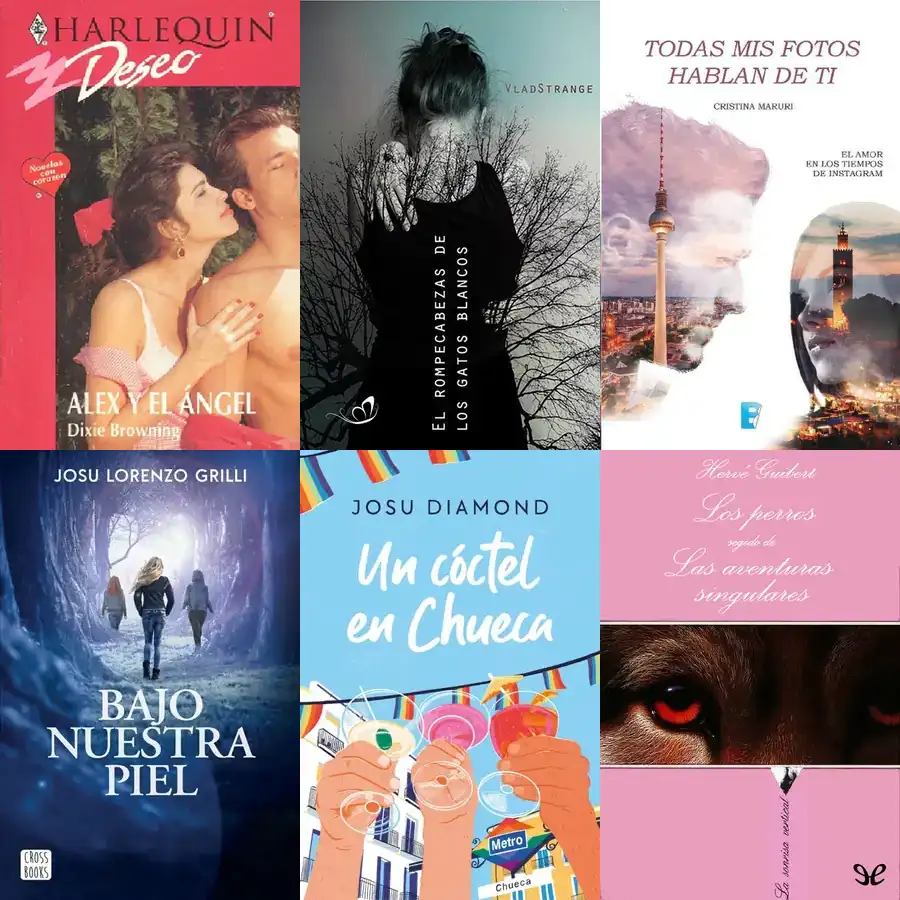 HARLEQUIN
Deseo
Novelas
con
corazón
ALEX Y EL ÁNGEL
Dixie Browning
VLADSTRANGE
EL ROMPECABEZAS DE
LOS GATOS BLANCOS
TODAS MIS FOTOS
HABLAN DE TI
CRISTINA MARURI
EL AMOR
EN LOS TIEMPOS
DE INSTAGRAM
B
JOSU LORENZO GRILLI
BAJO
NUESTRA
PIEL
CROSS
BOOKS
JOSU DIAMOND
Un cóctel
en Chueca
Metro
Chueca
Hervé Guibert
Los perros
seguido de
Las aventuras
singulares
La sonrisa vertical